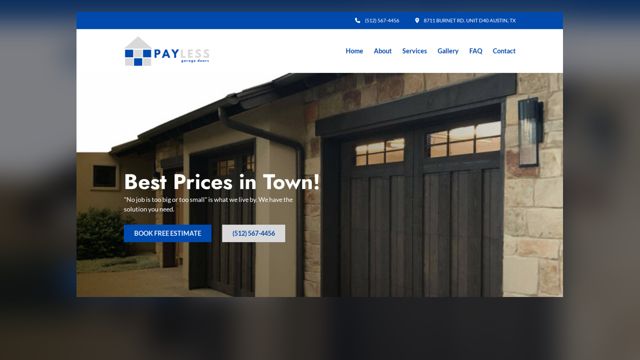 (512) 567-4456
8711 BURNET RD. UNIT D40 AUSTIN, TX
PAYLESS
garage doors
Home
About
Services
Gallery
FAQ
Contact
Best Prices in Town!
"No job is too big or too small" is what we live by. We have the
solution you need.
BOOK FREE ESTIMATE
(512) 567-4456